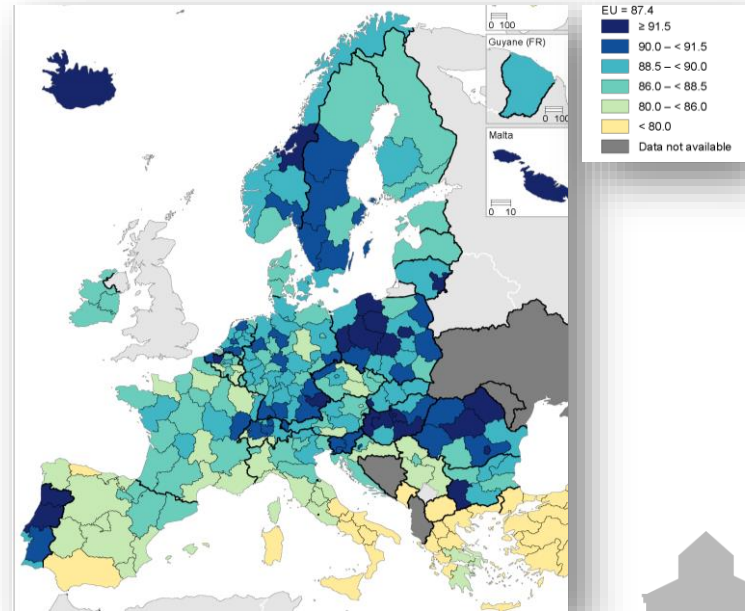 0 100
Guyane (FR)
0 100
Malta
0 10
EU = 87.4
≥ 91.5
90.0 – < 91.5
88.5 – < 90.0
86.0 – < 88.5
80.0 – < 86.0
< 80.0
Data not available